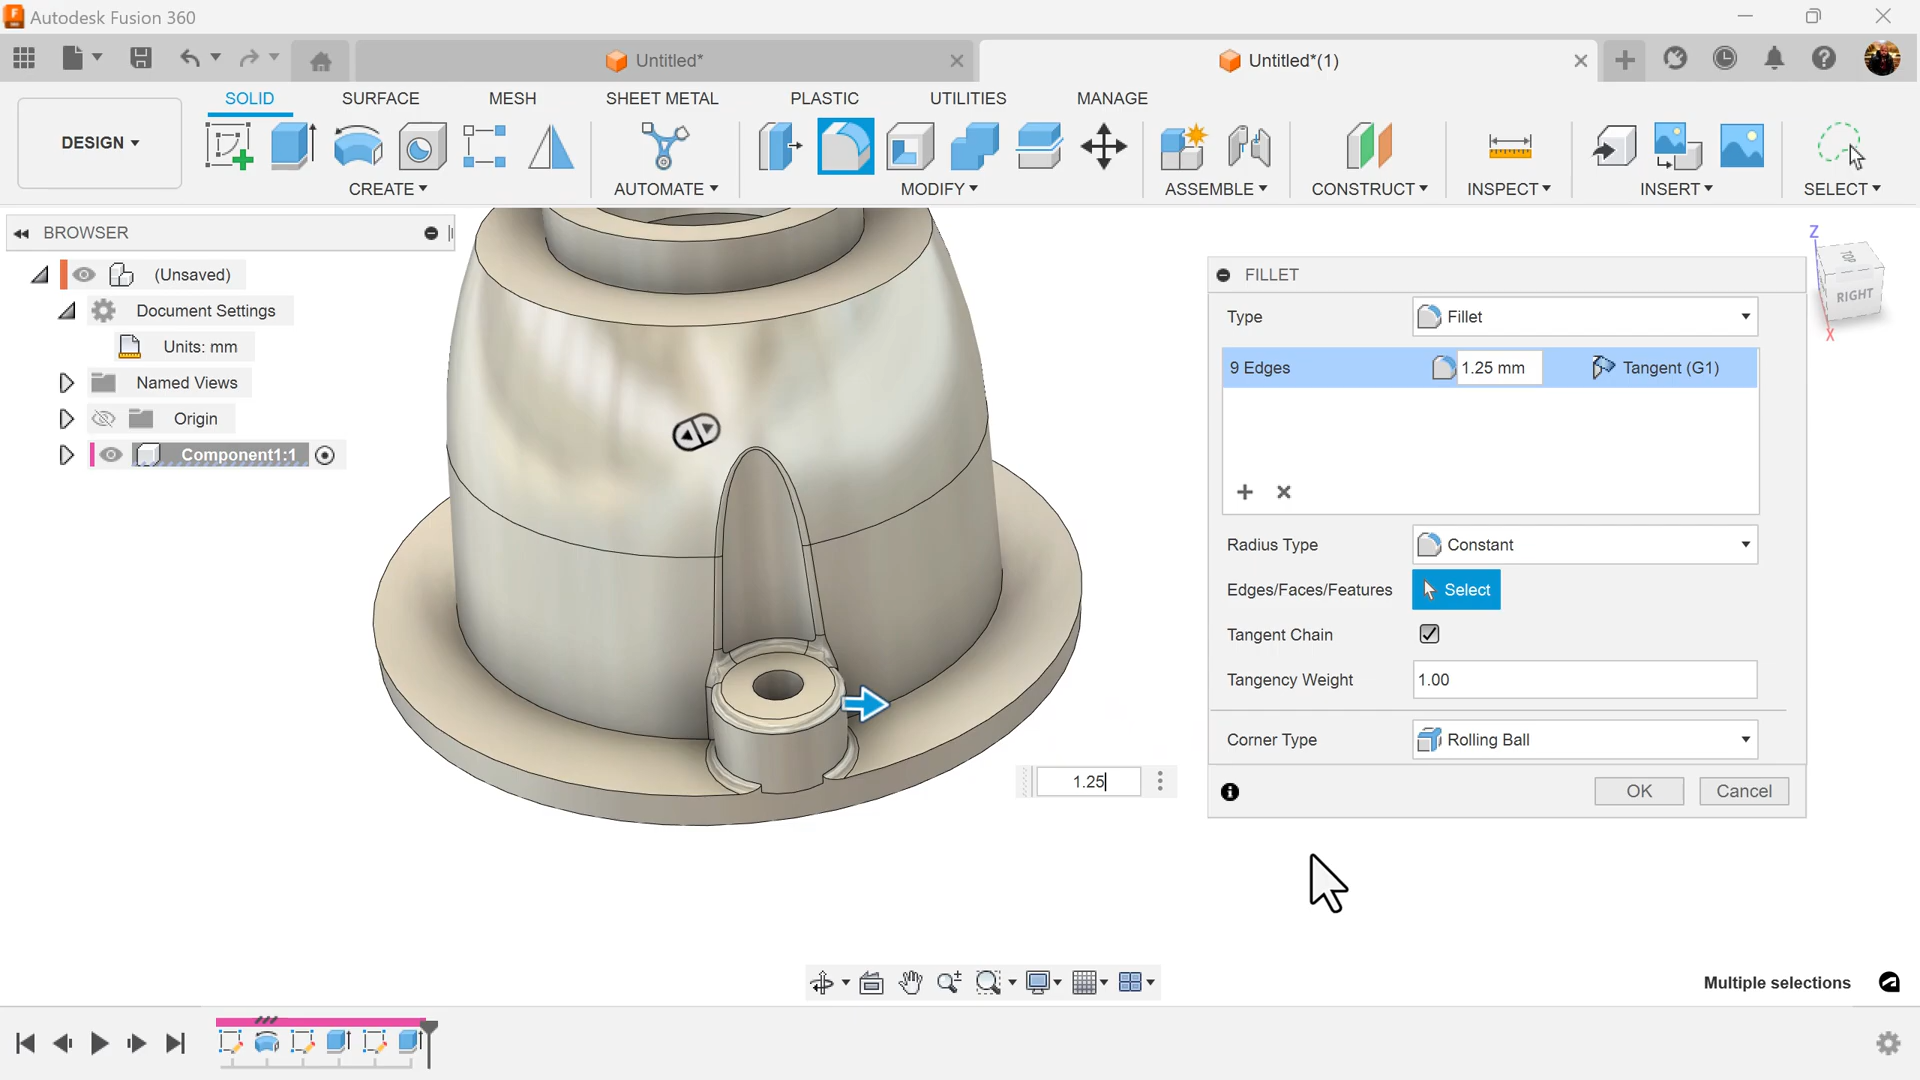 Autodesk Fusion 360
Untitled*
Untitled*(1)
SOLID SURFACE MESH SHEET METAL PLASTIC UTILITIES MANAGE
DESIGN
CREATE AUTOMATE MODIFY ASSEMBLE CONSTRUCT INSPECT INSERT SELECT
BROWSER
(Unsaved)
Document Settings
Units: mm
Named Views
Origin
Component1:1
Z
TOP
RIGHT
X
FILLET
Type Fillet
9 Edges 1.25 mm Tangent (G1)
Radius Type Constant
Edges/Faces/Features Select
Tangent Chain
Tangency Weight 1.00
Corner Type Rolling Ball
1.25
OK Cancel
Multiple selections